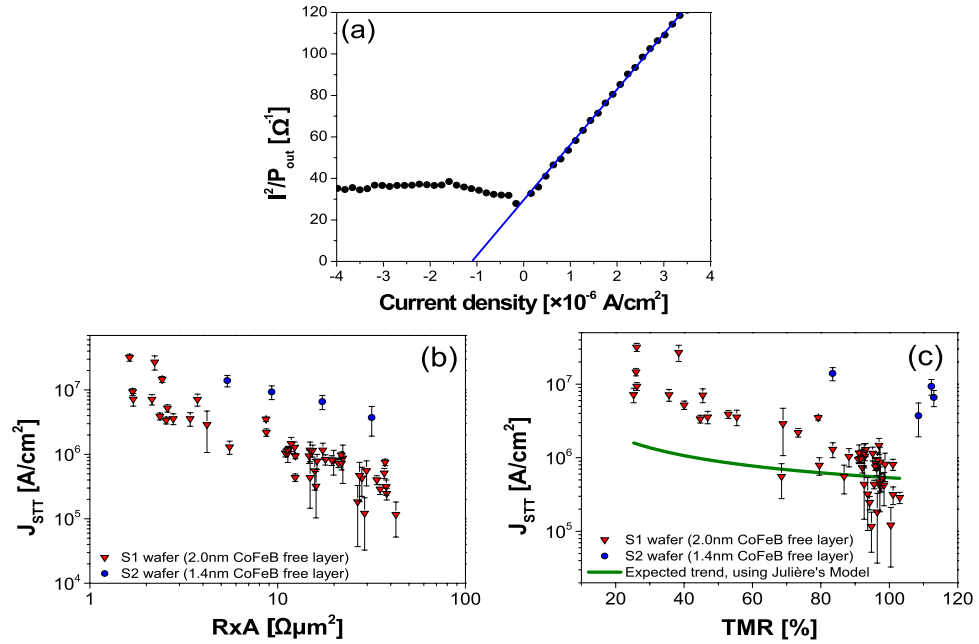 (a)
120
100
80
60
40
20
0
I²/P_out [Ω⁻¹]
-4 -3 -2 -1 0 1 2 3 4
Current density [×10⁻⁶ A/cm²]
(b)
10⁷
10⁶
10⁵
10⁴
J_STT [A/cm²]
S1 wafer (2.0nm CoFeB free layer)
S2 wafer (1.4nm CoFeB free layer)
1 10 100
RxA [Ωµm²]
(c)
10⁷
10⁶
10⁵
J_STT [A/cm²]
S1 wafer (2.0nm CoFeB free layer)
S2 wafer (1.4nm CoFeB free layer)
Expected trend, using Julière's Model
20 40 60 80 100 120
TMR [%]